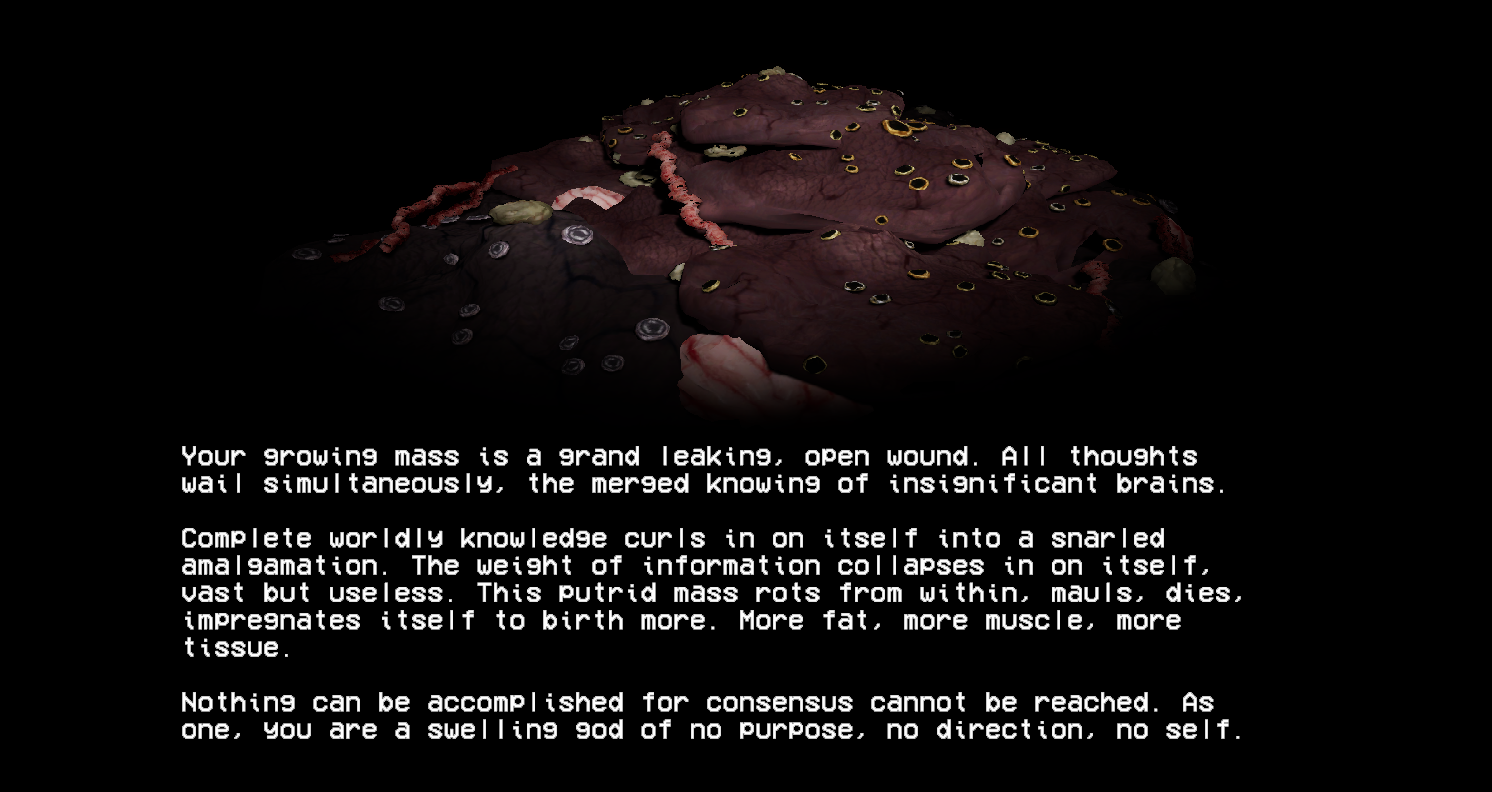 Your growing mass is a grand leaking, open wound. All thoughts
wail simultaneously, the merged knowing of insignificant brains.
Complete worldly knowledge curls in on itself into a snarled
amalgamation. The weight of information collapses in on itself,
vast but useless. This putrid mass rots from within, mauls, dies,
impregnates itself to birth more. More fat, more muscle, more
tissue.
Nothing can be accomplished for consensus cannot be reached. As
one, you are a swelling god of no purpose, no direction, no self.